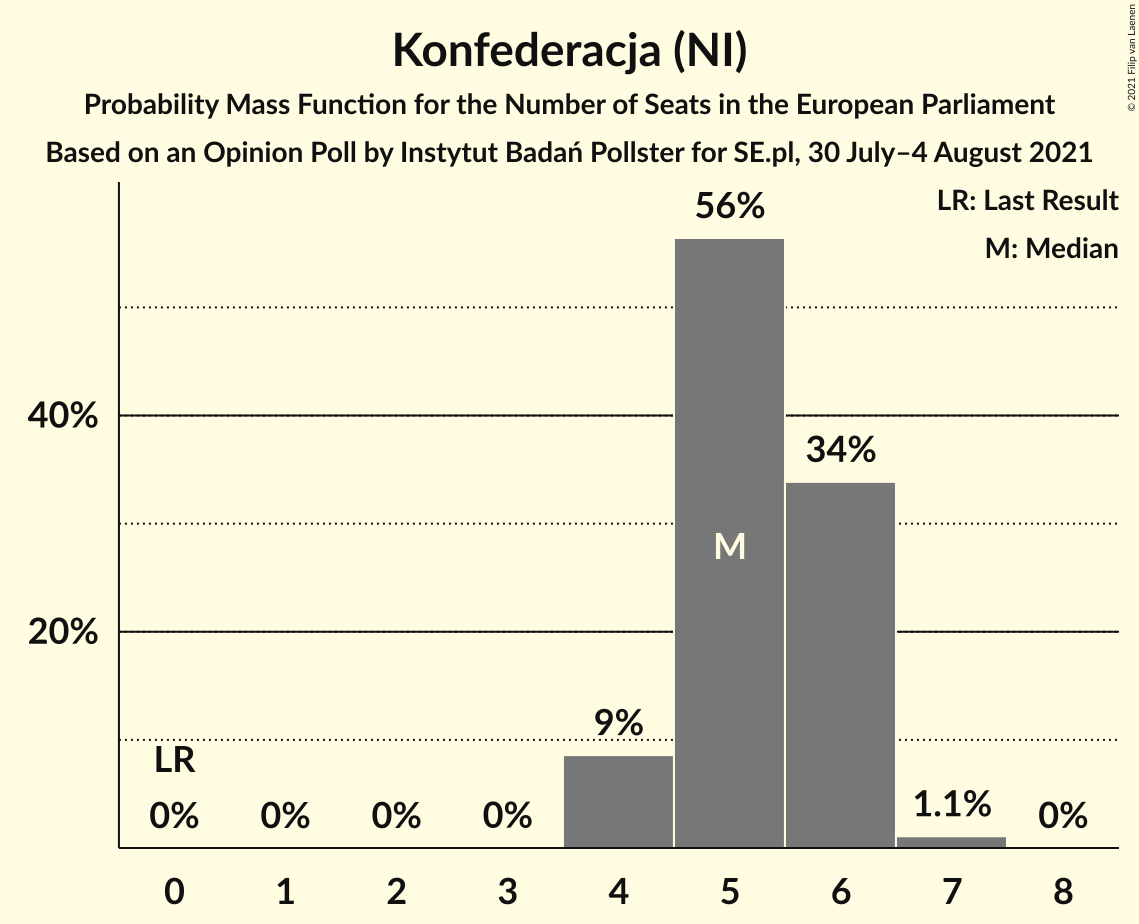 Konfederacja (NI)
Probability Mass Function for the Number of Seats in the European Parliament
Based on an Opinion Poll by Instytut Badań Pollster for SE.pl, 30 July–4 August 2021
© 2021 Filip van Laenen
LR: Last Result
M: Median
56%
40%
34%
M
20%
9%
LR
0% 0% 0% 0% 1.1% 0%
0 1 2 3 4 5 6 7 8